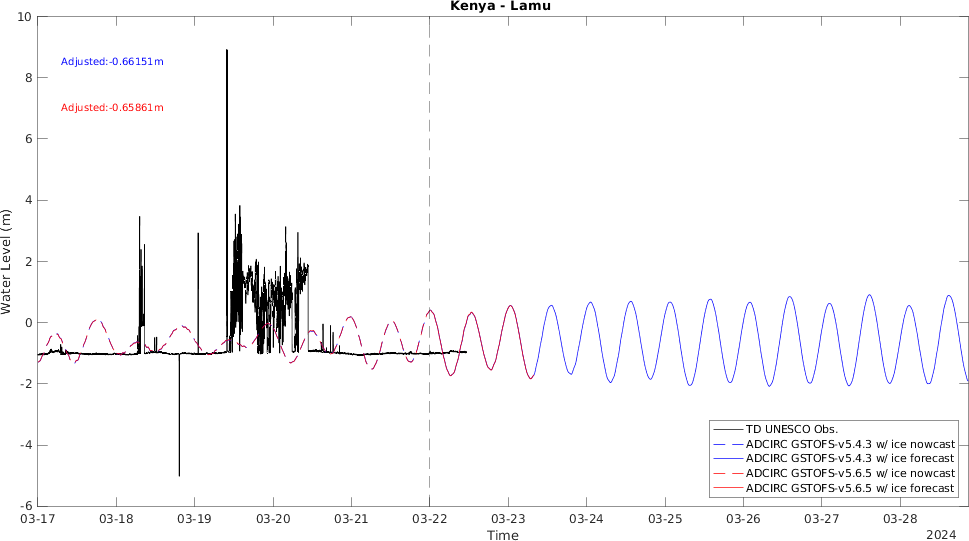 Kenya - Lamu
10
8
6
4
2
0
-2
-4
-6
Water Level (m)
Adjusted:-0.66151m
Adjusted:-0.65861m
TD UNESCO Obs.
ADCIRC GSTOFS-v5.4.3 w/ ice nowcast
ADCIRC GSTOFS-v5.4.3 w/ ice forecast
ADCIRC GSTOFS-v5.6.5 w/ ice nowcast
ADCIRC GSTOFS-v5.6.5 w/ ice forecast
03-17 03-18 03-19 03-20 03-21 03-22 03-23 03-24 03-25 03-26 03-27 03-28
Time
2024